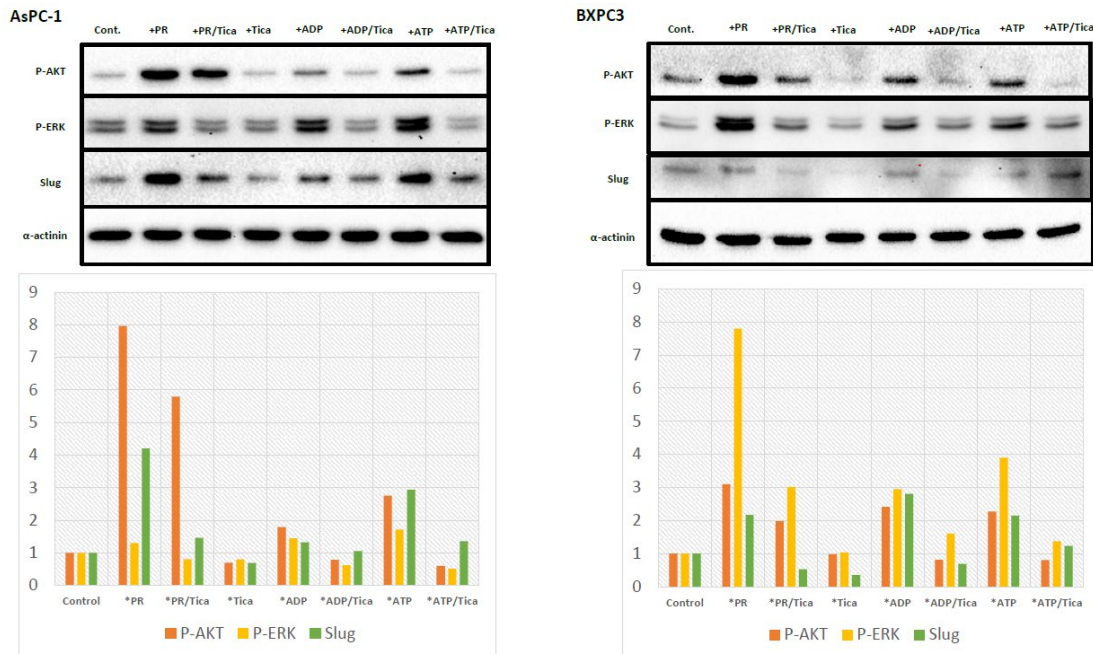 AsPC-1
Cont. +PR +PR/Tica +Tica +ADP +ADP/Tica +ATP +ATP/Tica
P-AKT
P-ERK
Slug
α-actinin
9
8
7
6
5
4
3
2
1
0
Control *PR *PR/Tica *Tica *ADP *ADP/Tica *ATP *ATP/Tica
P-AKT P-ERK Slug
BXPC3
Cont. +PR +PR/Tica +Tica +ADP +ADP/Tica +ATP +ATP/Tica
P-AKT
P-ERK
Slug
α-actinin
9
8
7
6
5
4
3
2
1
0
Control *PR *PR/Tica *Tica *ADP *ADP/Tica *ATP *ATP/Tica
P-AKT P-ERK Slug